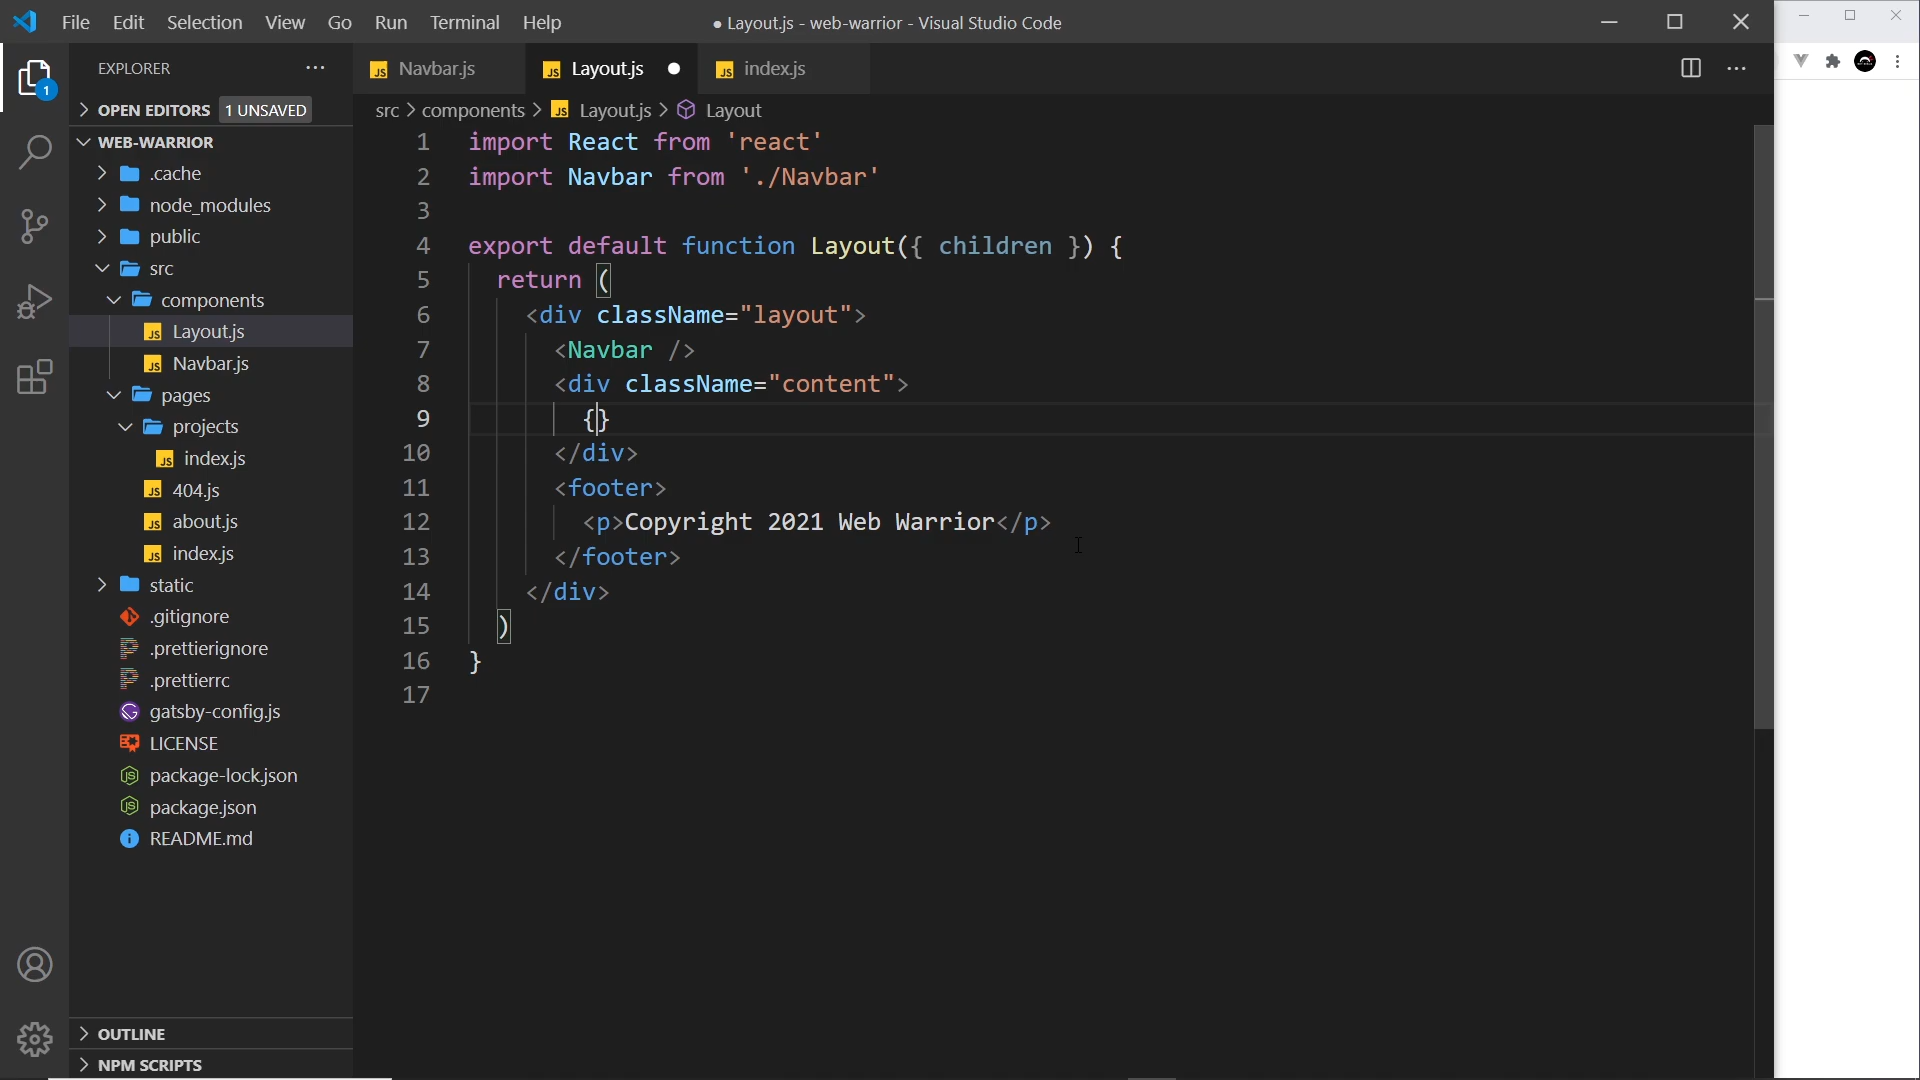 File Edit Selection View Go Run Terminal Help
● Layout.js - web-warrior - Visual Studio Code
EXPLORER
OPEN EDITORS 1 UNSAVED
WEB-WARRIOR
.cache
node_modules
public
src
components
Layout.js
Navbar.js
pages
projects
index.js
404.js
about.js
index.js
static
.gitignore
.prettierignore
.prettierrc
gatsby-config.js
LICENSE
package-lock.json
package.json
README.md
OUTLINE
NPM SCRIPTS
1
Navbar.js Layout.js index.js
src > components > Layout.js > Layout
1 import React from 'react'
2 import Navbar from './Navbar'
3
4 export default function Layout({ children }) {
5 return (
6 <div className="layout">
7 <Navbar />
8 <div className="content">
9 {}
10 </div>
11 <footer>
12 <p>Copyright 2021 Web Warrior</p>
13 </footer>
14 </div>
15 )
16 }
17